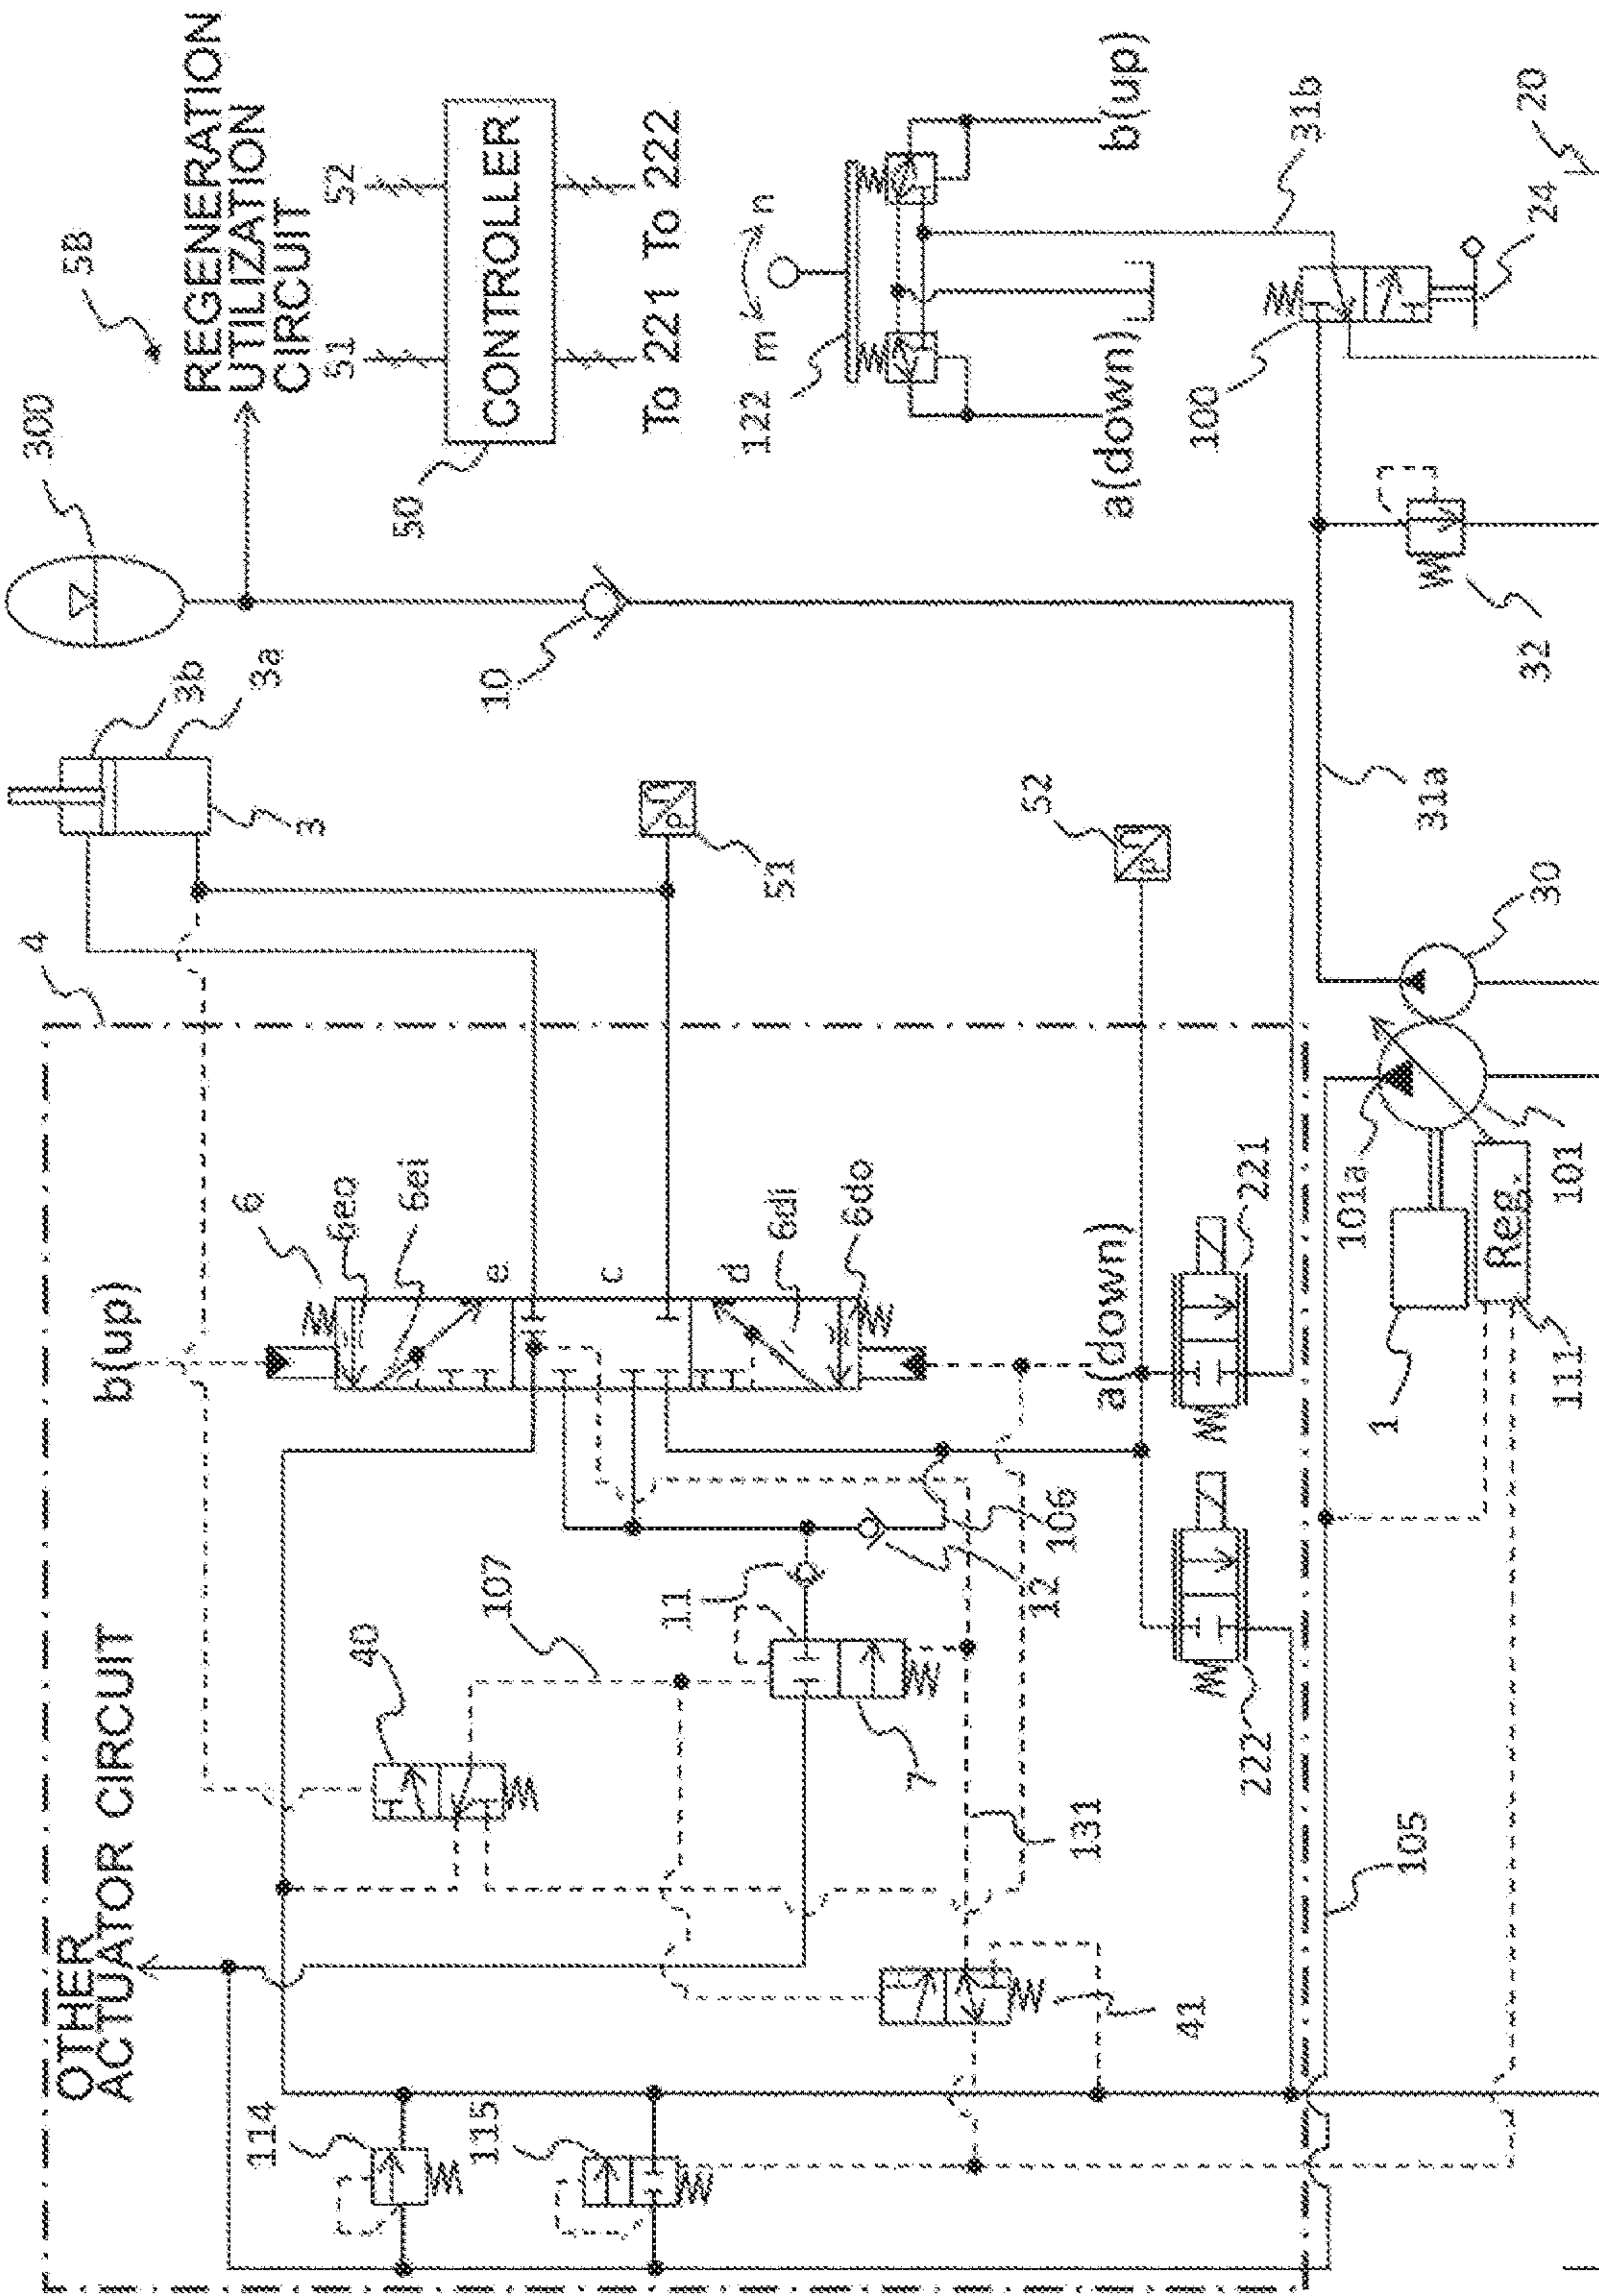 4
300
OTHER
ACTUATOR CIRCUIT
5B
b(up)
3b
REGENERATION
UTILIZATION
CIRCUIT
6
114
3a
3
6eo
51
52
40
6ei
50
115
107
e
10
CONTROLLER
c
To 221 To 222
11
d
122
m
n
51
6di
6do
7
52
12
106
131
a(down)
a(down)
b(up)
41
100
222
221
31b
101a
1
105
31a
Reg.
32
24
20
30
111
101